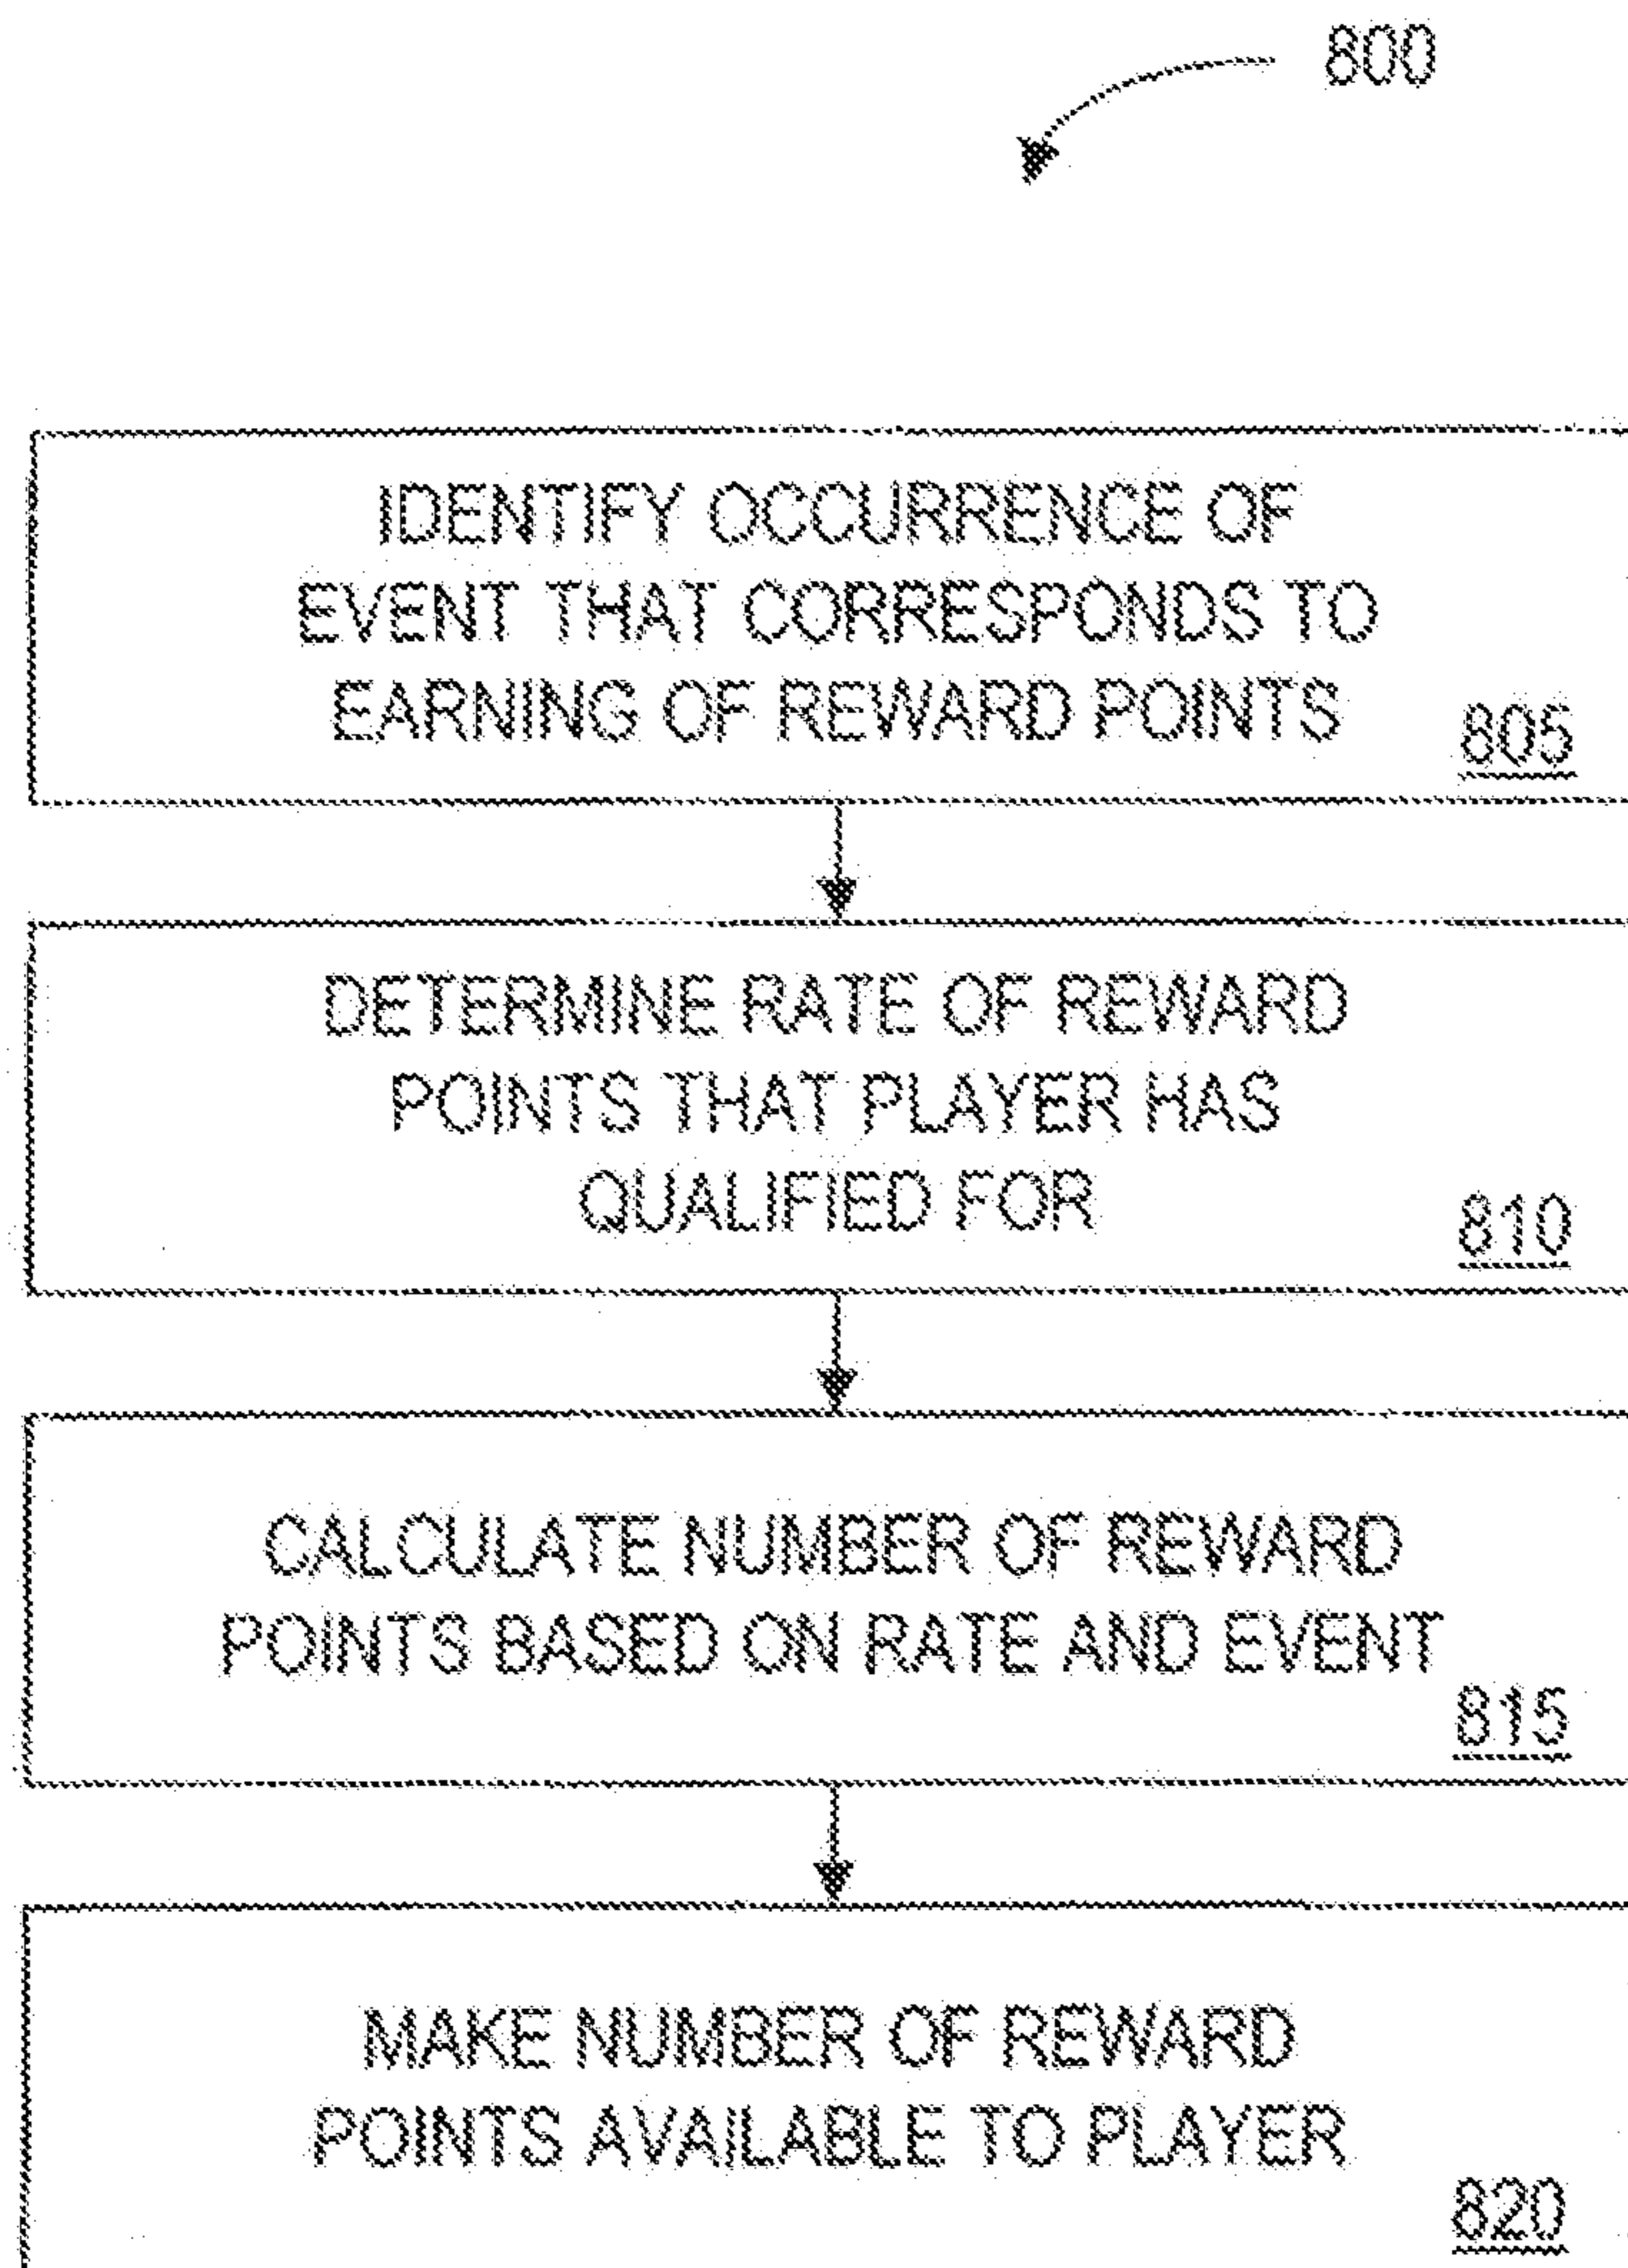 800
IDENTIFY OCCURRENCE OF
EVENT THAT CORRESPONDS TO
EARNING OF REWARD POINTS
805
DETERMINE RATE OF REWARD
POINTS THAT PLAYER HAS
QUALIFIED FOR
810
CALCULATE NUMBER OF REWARD
POINTS BASED ON RATE AND EVENT
815
MAKE NUMBER OF REWARD
POINTS AVAILABLE TO PLAYER
820